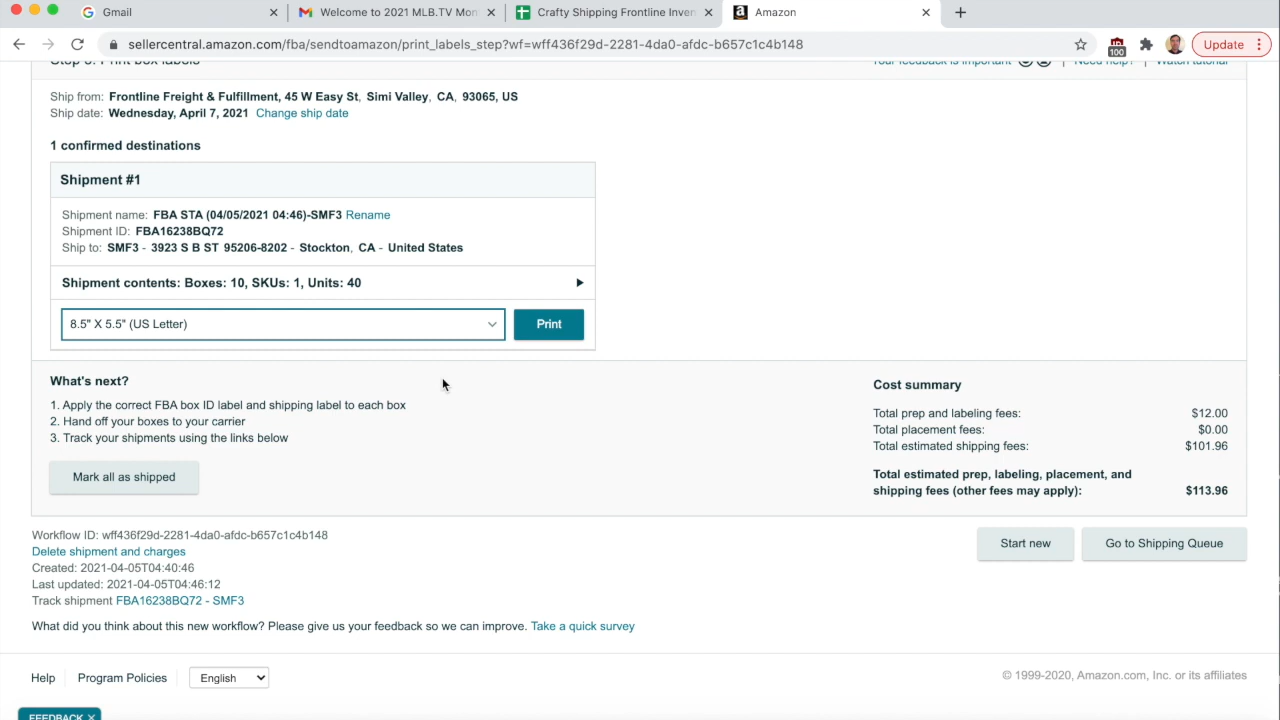 Gmail
Welcome to 2021 MLB.TV
Crafty Shipping Frontline Inven
Amazon
sellercentral.amazon.com/fba/sendtoamazon/print_labels_step?wf=wff436f29d-2281-4da0-afdc-b657c1c4b148
100
Update
Print box labels
Your feedback is important
Need help?
Watch tutorial
Ship from: Frontline Freight & Fulfillment, 45 W Easy St, Simi Valley, CA, 93065, US
Ship date: Wednesday, April 7, 2021 Change ship date
1 confirmed destinations
Shipment #1
Shipment name: FBA STA (04/05/2021 04:46)-SMF3 Rename
Shipment ID: FBA16238BQ72
Ship to: SMF3 - 3923 S B ST 95206-8202 - Stockton, CA - United States
Shipment contents: Boxes: 10, SKUs: 1, Units: 40
8.5" X 5.5" (US Letter)
Print
What's next?
1. Apply the correct FBA box ID label and shipping label to each box
2. Hand off your boxes to your carrier
3. Track your shipments using the links below
Mark all as shipped
Cost summary
Total prep and labeling fees: $12.00
Total placement fees: $0.00
Total estimated shipping fees: $101.96
Total estimated prep, labeling, placement, and
shipping fees (other fees may apply): $113.96
Workflow ID: wff436f29d-2281-4da0-afdc-b657c1c4b148
Delete shipment and charges
Created: 2021-04-05T04:40:46
Last updated: 2021-04-05T04:46:12
Track shipment FBA16238BQ72 - SMF3
Start new
Go to Shipping Queue
What did you think about this new workflow? Please give us your feedback so we can improve. Take a quick survey
Help
Program Policies
English
© 1999-2020, Amazon.com, Inc. or its affiliates
FEEDBACK